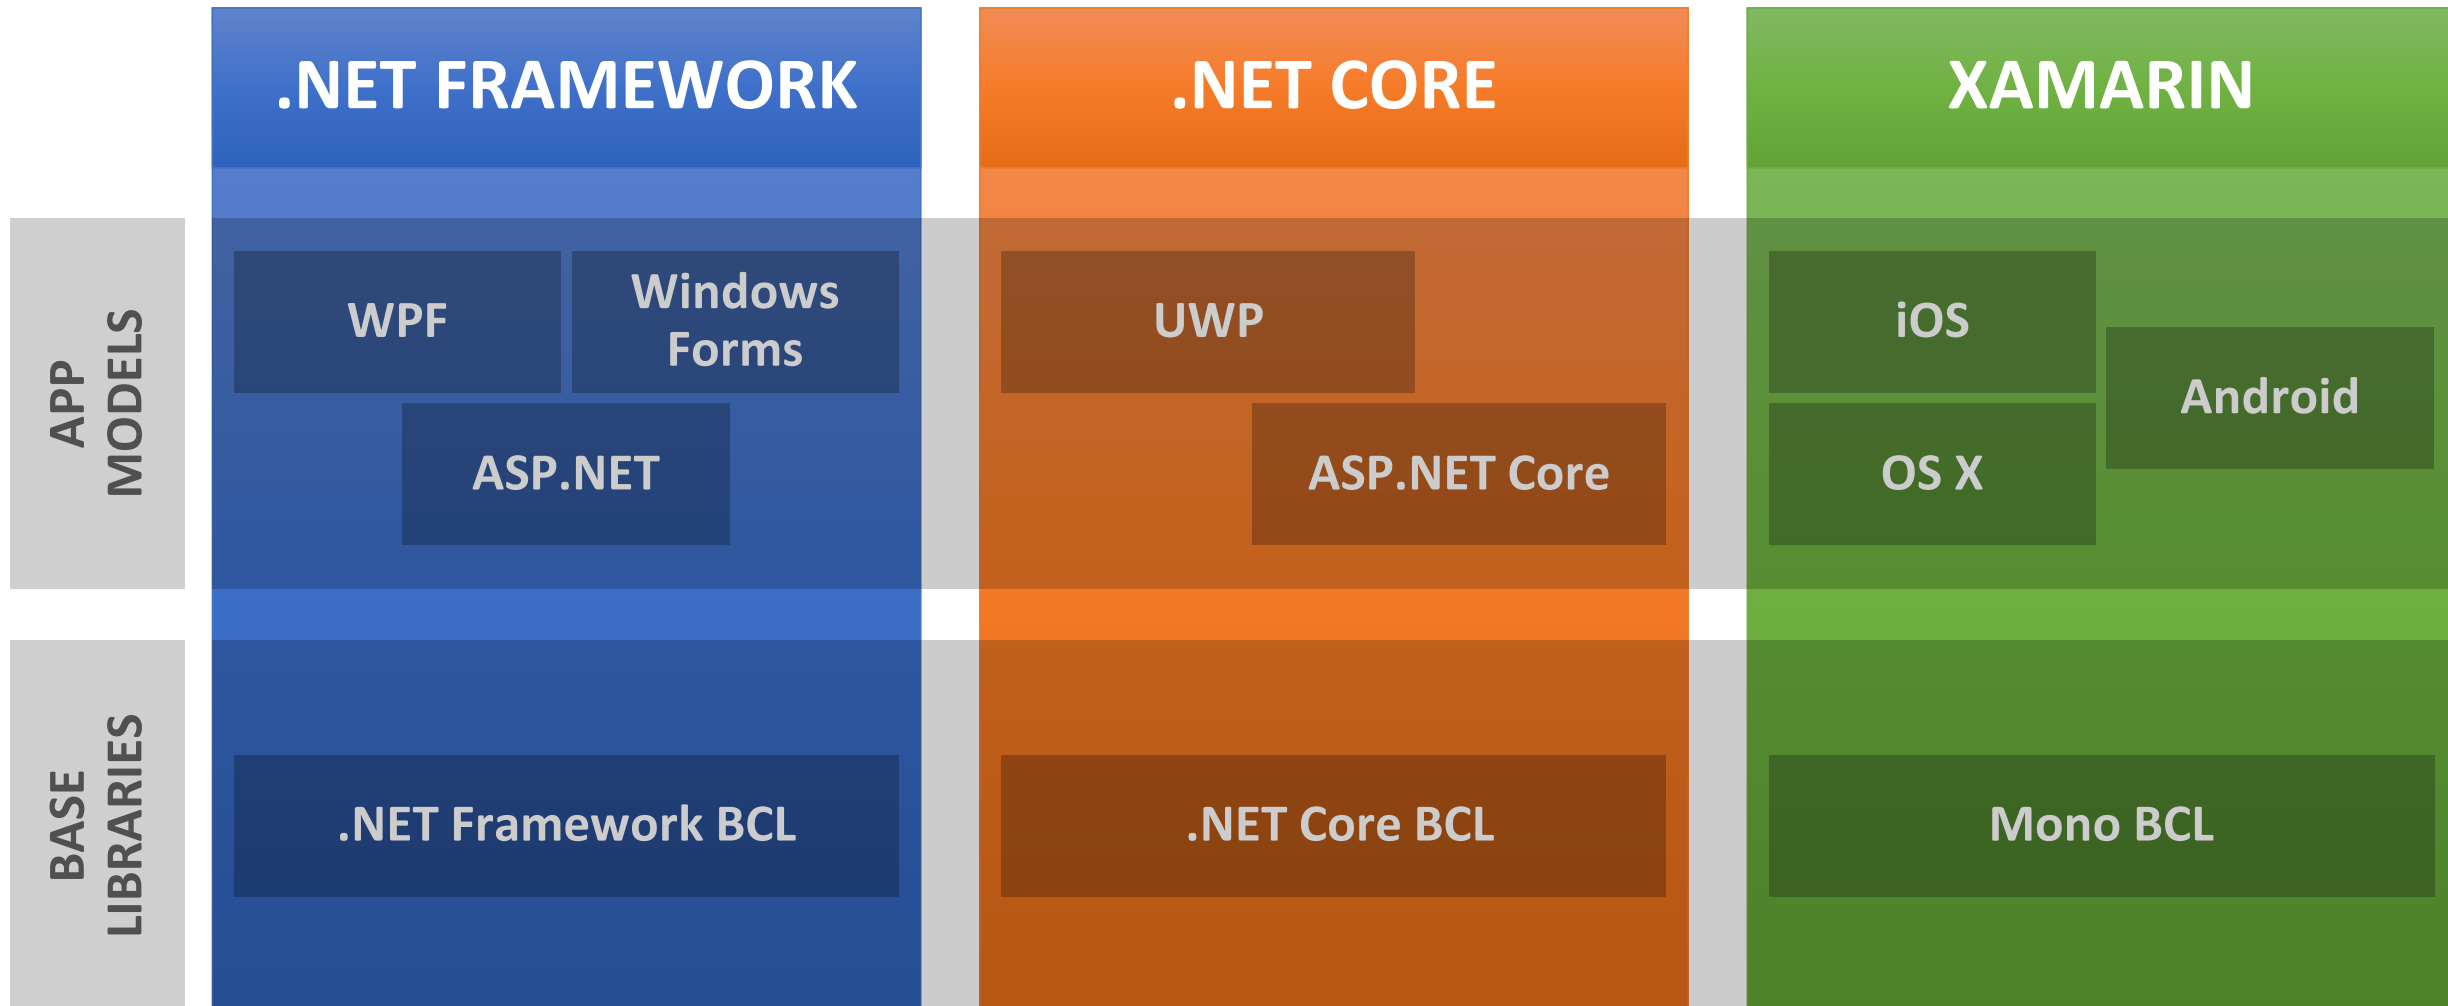 .NET FRAMEWORK
.NET CORE
XAMARIN
APP
MODELS
WPF
Windows
Forms
ASP.NET
UWP
ASP.NET Core
iOS
Android
OS X
BASE
LIBRARIES
.NET Framework BCL
.NET Core BCL
Mono BCL